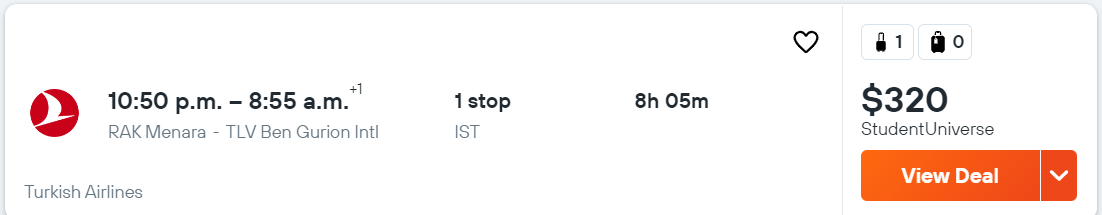 1 0
10:50 p.m. – 8:55 a.m.+1 1 stop 8h 05m $320
RAK Menara - TLV Ben Gurion Intl IST StudentUniverse
View Deal
Turkish Airlines